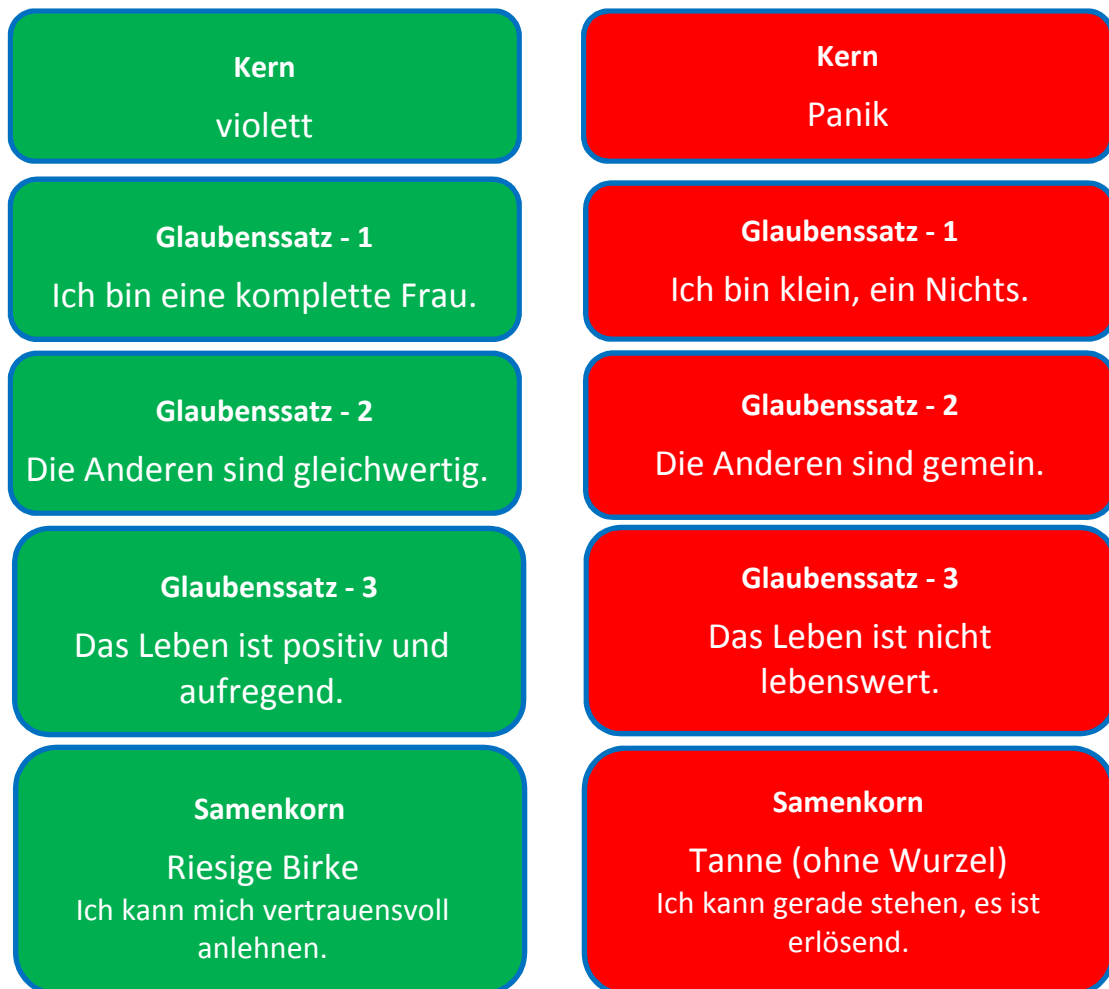 Kern
violett
Glaubenssatz - 1
Ich bin eine komplette Frau.
Glaubenssatz - 2
Die Anderen sind gleichwertig.
Glaubenssatz - 3
Das Leben ist positiv und
aufregend.
Samenkorn
Riesige Birke
Ich kann mich vertrauensvoll
anlehnen.
Kern
Panik
Glaubenssatz - 1
Ich bin klein, ein Nichts.
Glaubenssatz - 2
Die Anderen sind gemein.
Glaubenssatz - 3
Das Leben ist nicht
lebenswert.
Samenkorn
Tanne (ohne Wurzel)
Ich kann gerade stehen, es ist
erlösend.